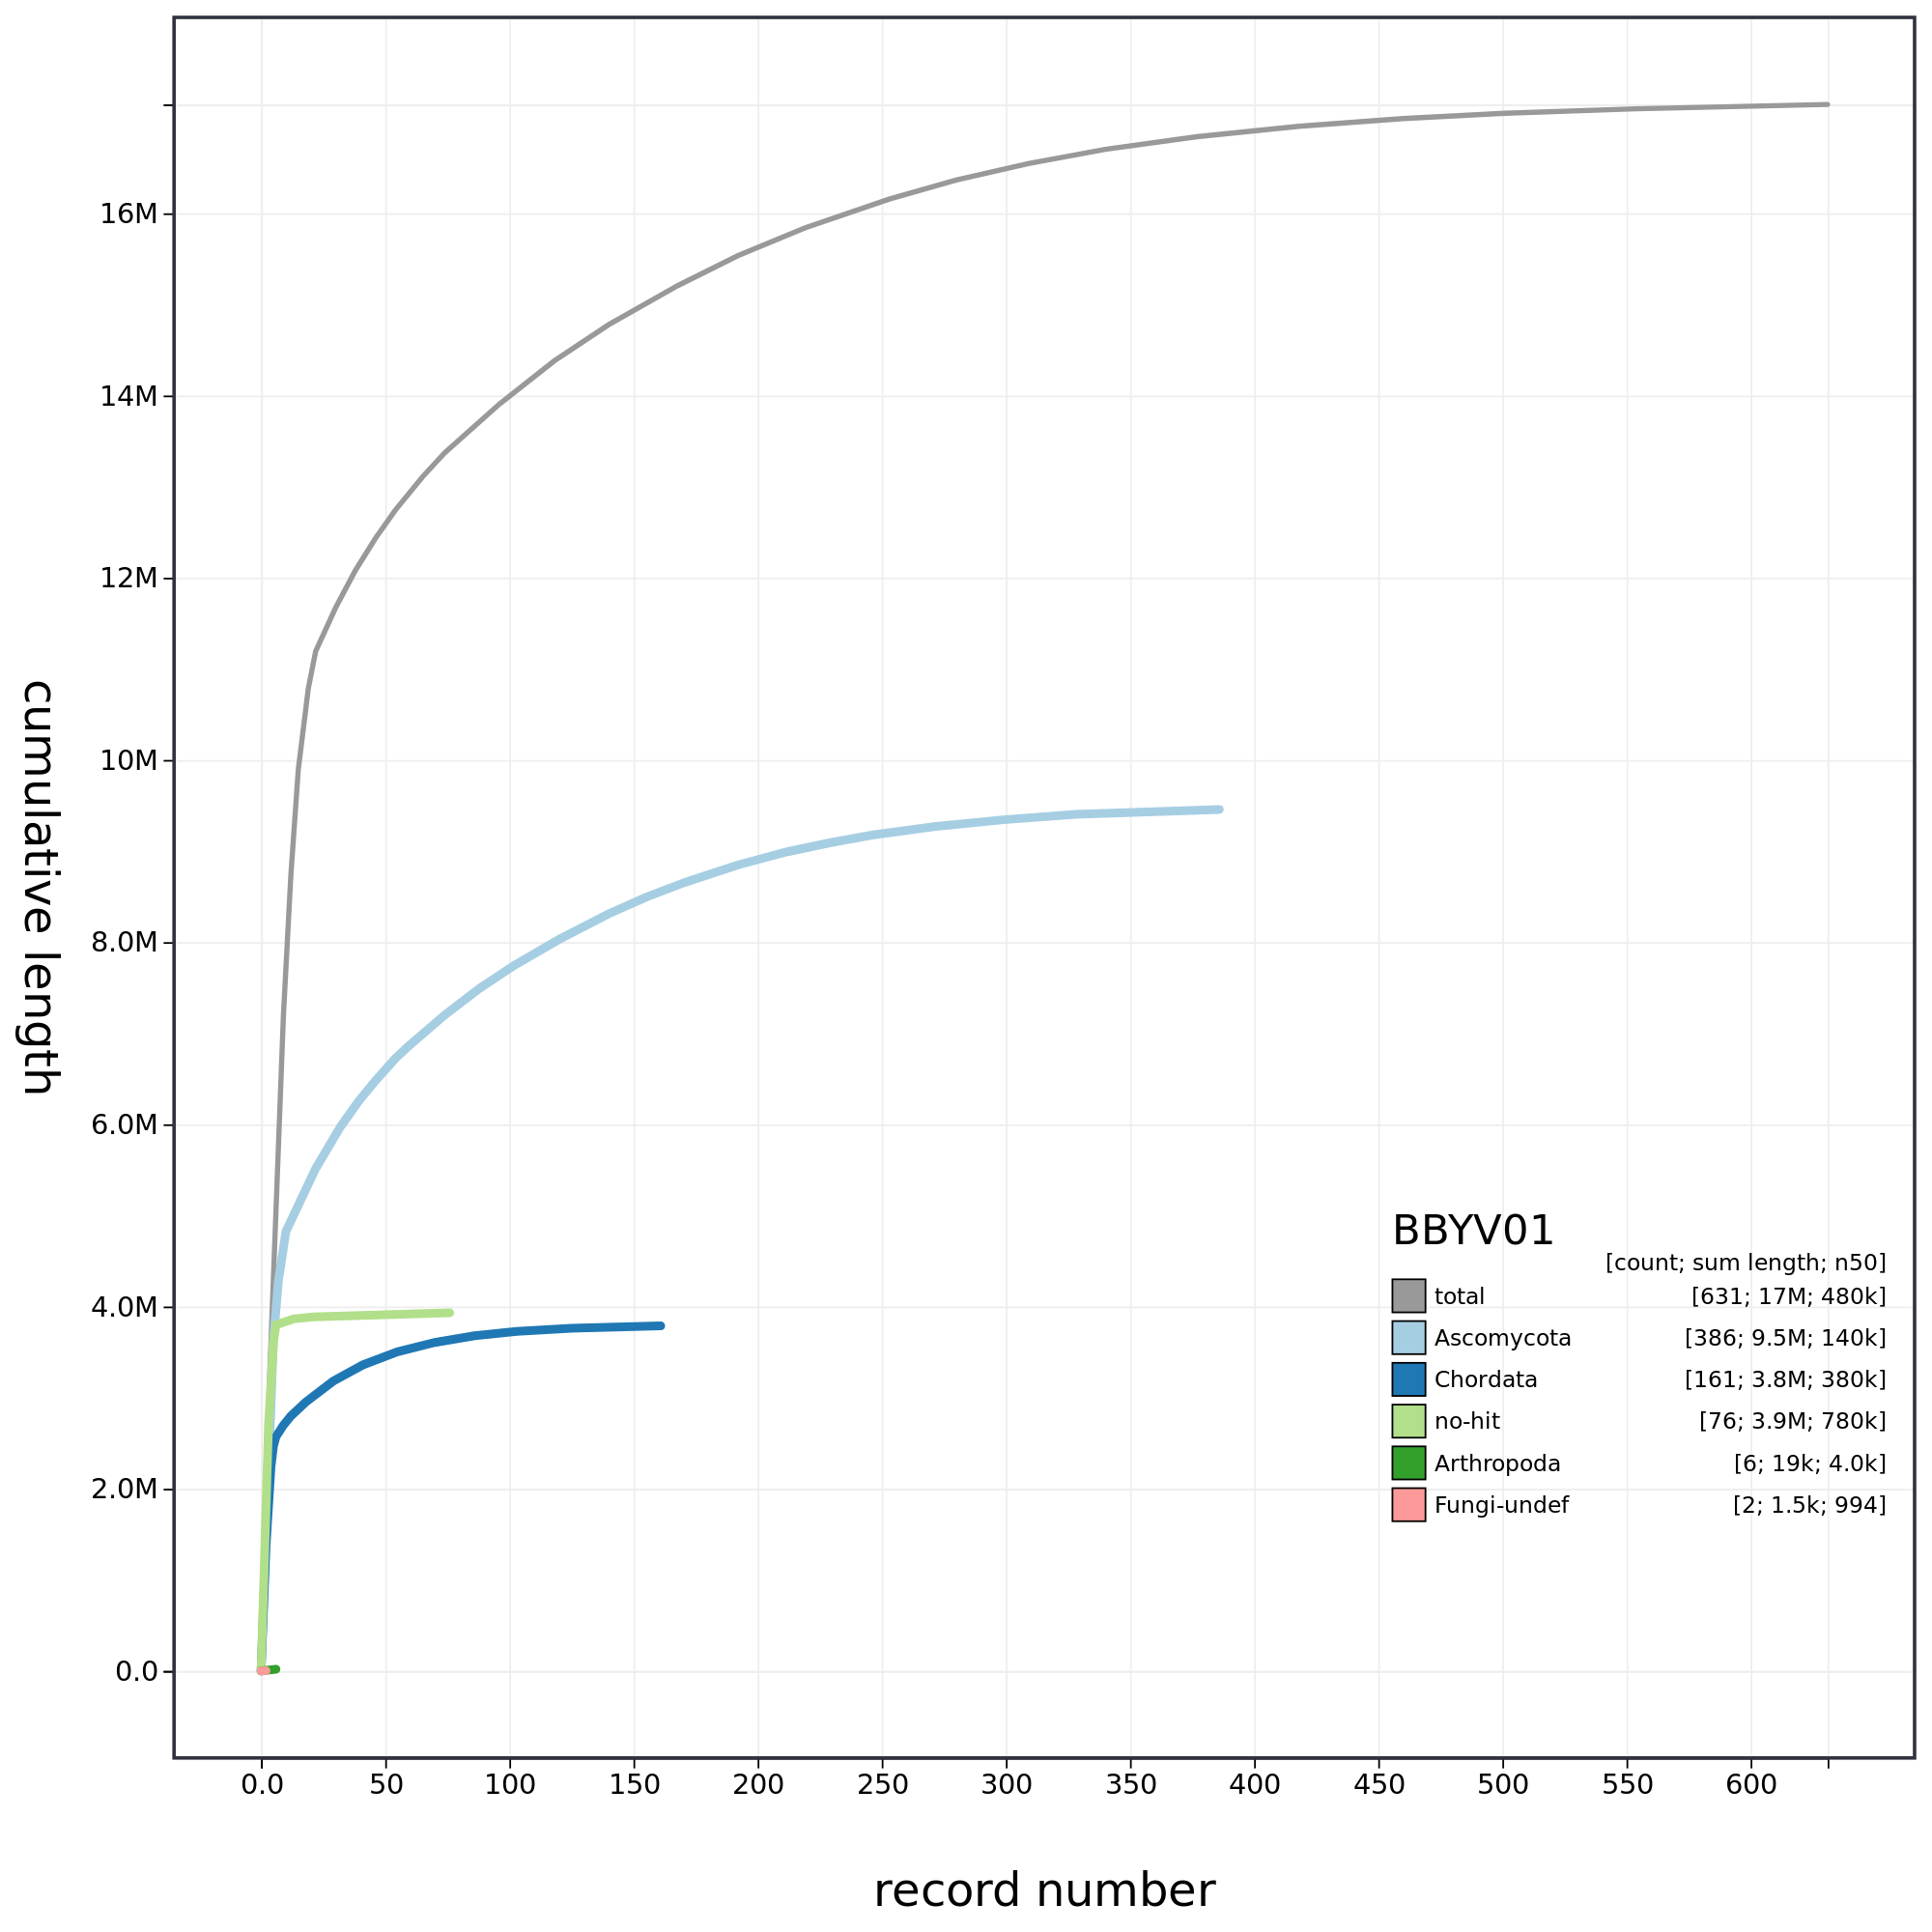 cumulative length
16M
14M
12M
10M
8.0M
6.0M
4.0M
2.0M
0.0
BBYV01
[count; sum length; n50]
total [631; 17M; 480k]
Ascomycota [386; 9.5M; 140k]
Chordata [161; 3.8M; 380k]
no-hit [76; 3.9M; 780k]
Arthropoda [6; 19k; 4.0k]
Fungi-undef [2; 1.5k; 994]
0.0 50 100 150 200 250 300 350 400 450 500 550 600
record number